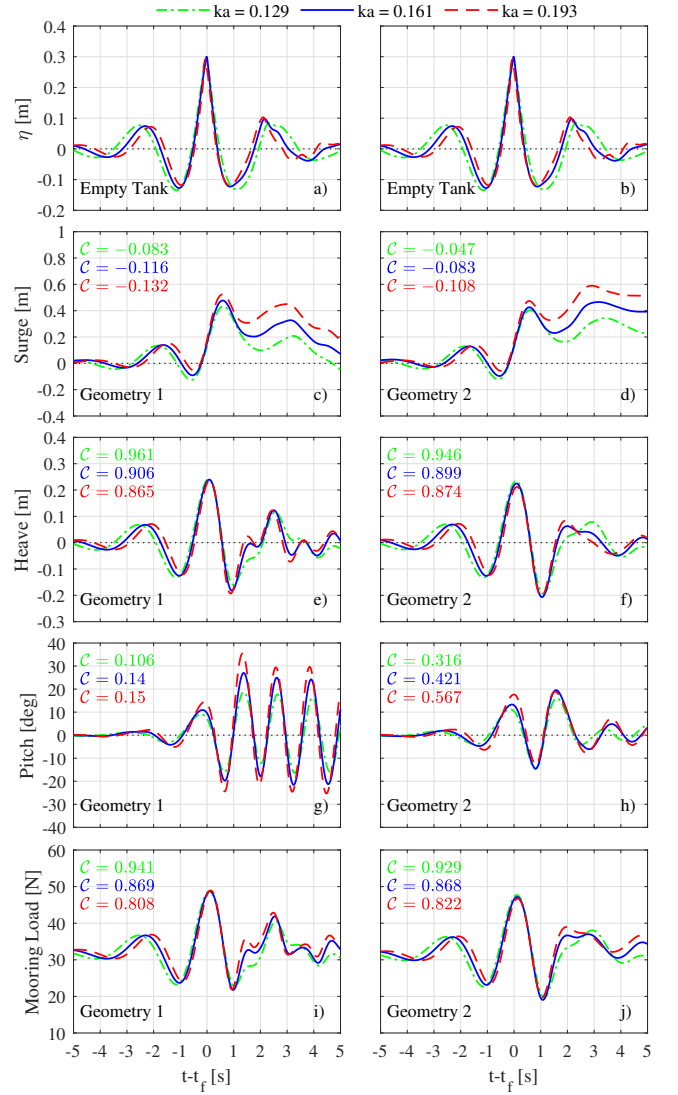 ka = 0.129 ka = 0.161 ka = 0.193
0.4
0.3
0.2
0.1
0
-0.1
-0.2
η [m]
Empty Tank a)
Empty Tank b)
1
0.8
0.6
0.4
0.2
0
-0.2
-0.4
Surge [m]
C = −0.083
C = −0.116
C = −0.132
Geometry 1 c)
C = −0.047
C = −0.083
C = −0.108
Geometry 2 d)
0.4
0.3
0.2
0.1
0
-0.1
-0.2
-0.3
Heave [m]
C = 0.961
C = 0.906
C = 0.865
Geometry 1 e)
C = 0.946
C = 0.899
C = 0.874
Geometry 2 f)
40
30
20
10
0
-10
-20
-30
-40
Pitch [deg]
C = 0.106
C = 0.14
C = 0.15
Geometry 1 g)
C = 0.316
C = 0.421
C = 0.567
Geometry 2 h)
60
50
40
30
20
10
Mooring Load [N]
C = 0.941
C = 0.869
C = 0.808
Geometry 1 i)
C = 0.929
C = 0.868
C = 0.822
Geometry 2 j)
-5 -4 -3 -2 -1 0 1 2 3 4 5
-5 -4 -3 -2 -1 0 1 2 3 4 5
t-t_f [s]
t-t_f [s]